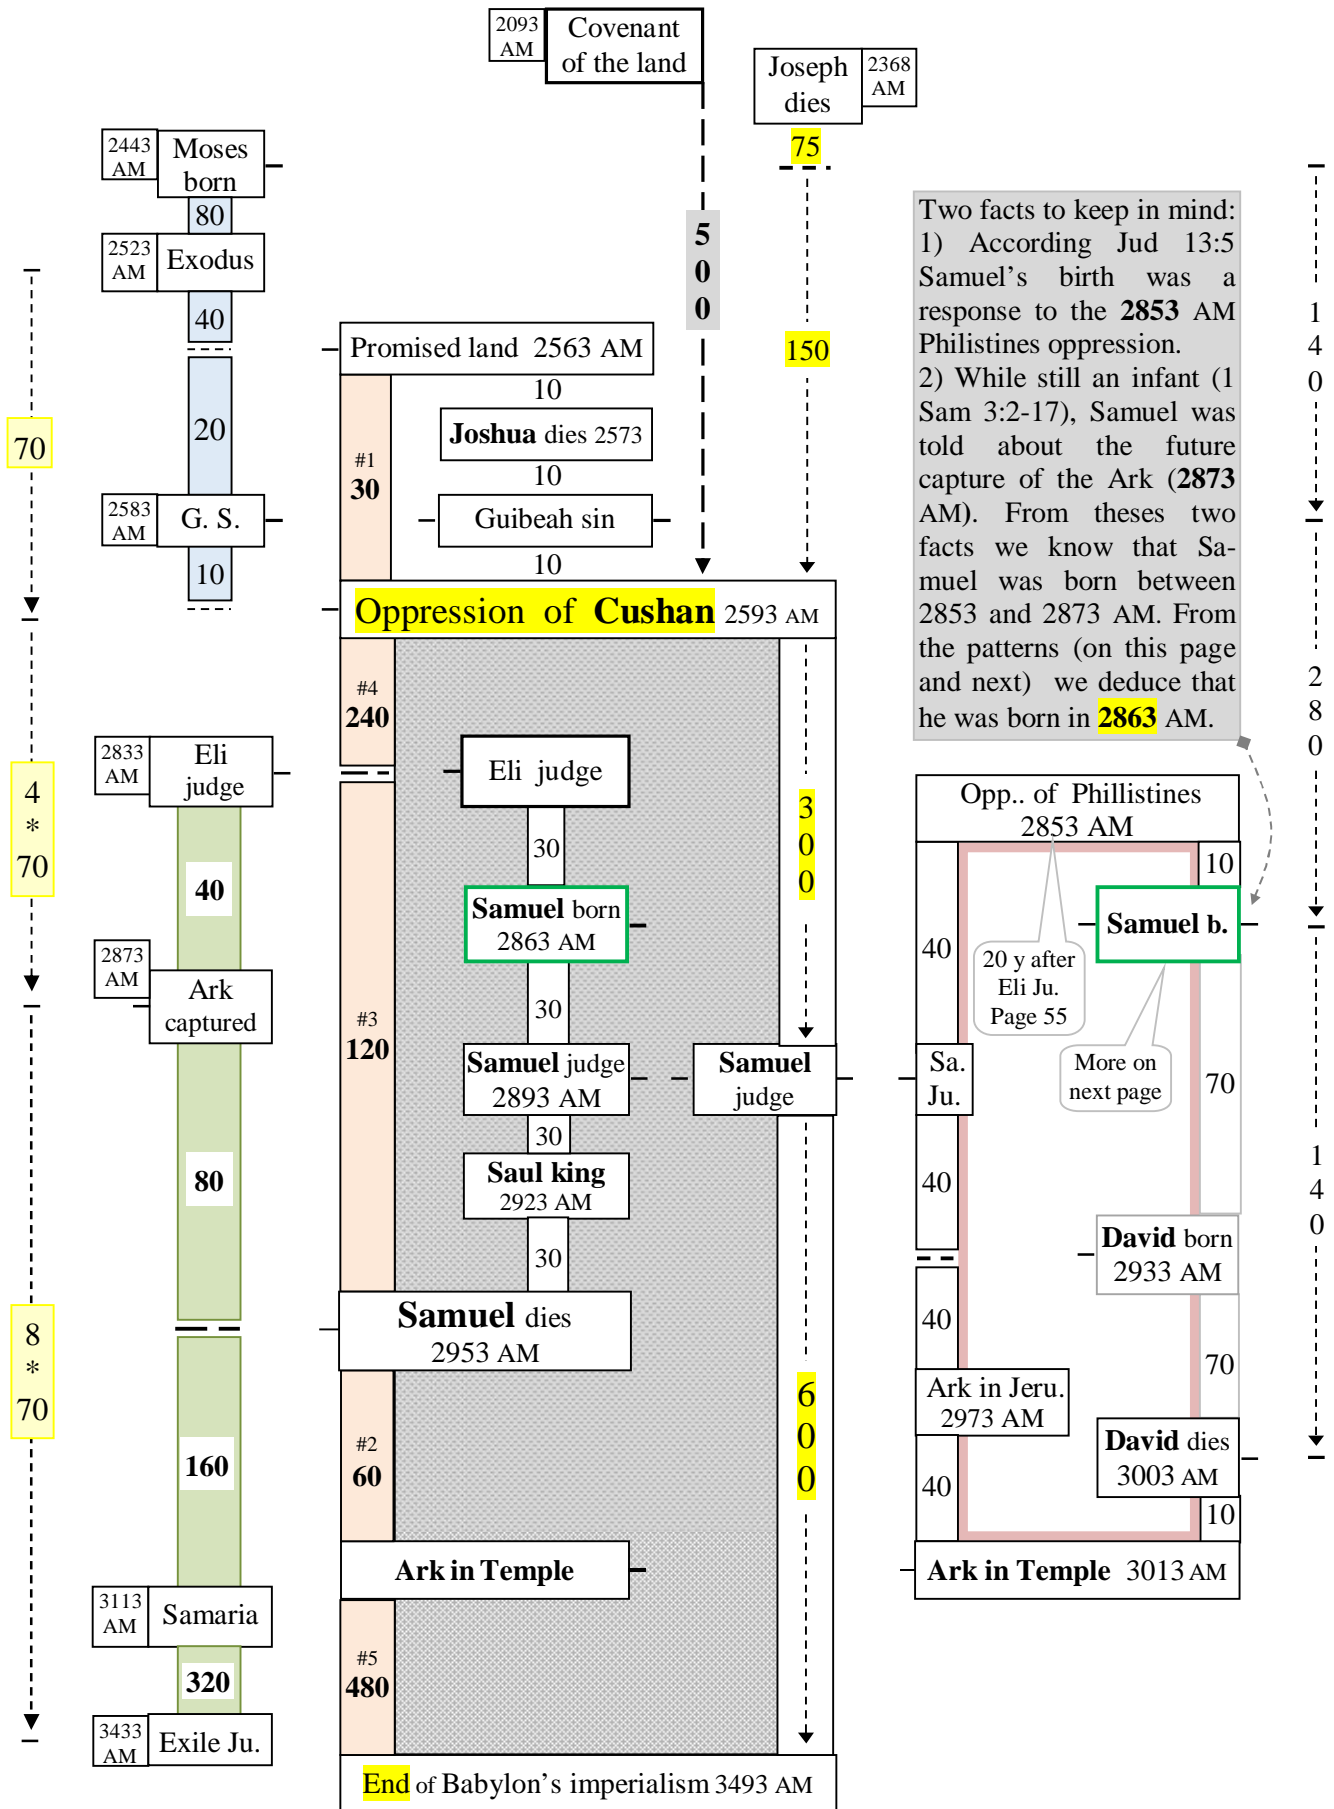 2093
AM
Covenant
of the land
Joseph
dies
2368
AM
75
2443
AM
Moses
born
80
2523
AM
Exodus
40
20
70
2583
AM
G. S.
10
5
0
0
150
Promised land 2563 AM
10
Joshua dies 2573
10
Guibeah sin
10
#1
30
Oppression of Cushan 2593 AM
Two facts to keep in mind:
1) According Jud 13:5
Samuel's birth was a
response to the 2853 AM
Philistines oppression.
2) While still an infant (1
Sam 3:2-17), Samuel was
told about the future
capture of the Ark (2873
AM). From theses two
facts we know that Sa-
muel was born between
2853 and 2873 AM. From
the patterns (on this page
and next) we deduce that
he was born in 2863 AM.
1
4
0
2
8
0
1
4
0
4
*
70
8
*
70
2833
AM
Eli
judge
40
2873
AM
Ark
captured
80
160
3113
AM
Samaria
320
3433
AM
Exile Ju.
#4
240
#3
120
#2
60
#5
480
Eli judge
30
Samuel born
2863 AM
30
Samuel judge
2893 AM
30
Saul king
2923 AM
30
Samuel dies
2953 AM
Ark in Temple
3
0
0
Samuel
judge
6
0
0
End of Babylon's imperialism 3493 AM
Opp.. of Phillistines
2853 AM
10
Samuel b.
40
20 y after
Eli Ju.
Page 55
More on
next page
Sa.
Ju.
70
40
David born
2933 AM
40
70
Ark in Jeru.
2973 AM
David dies
3003 AM
40
10
Ark in Temple 3013 AM